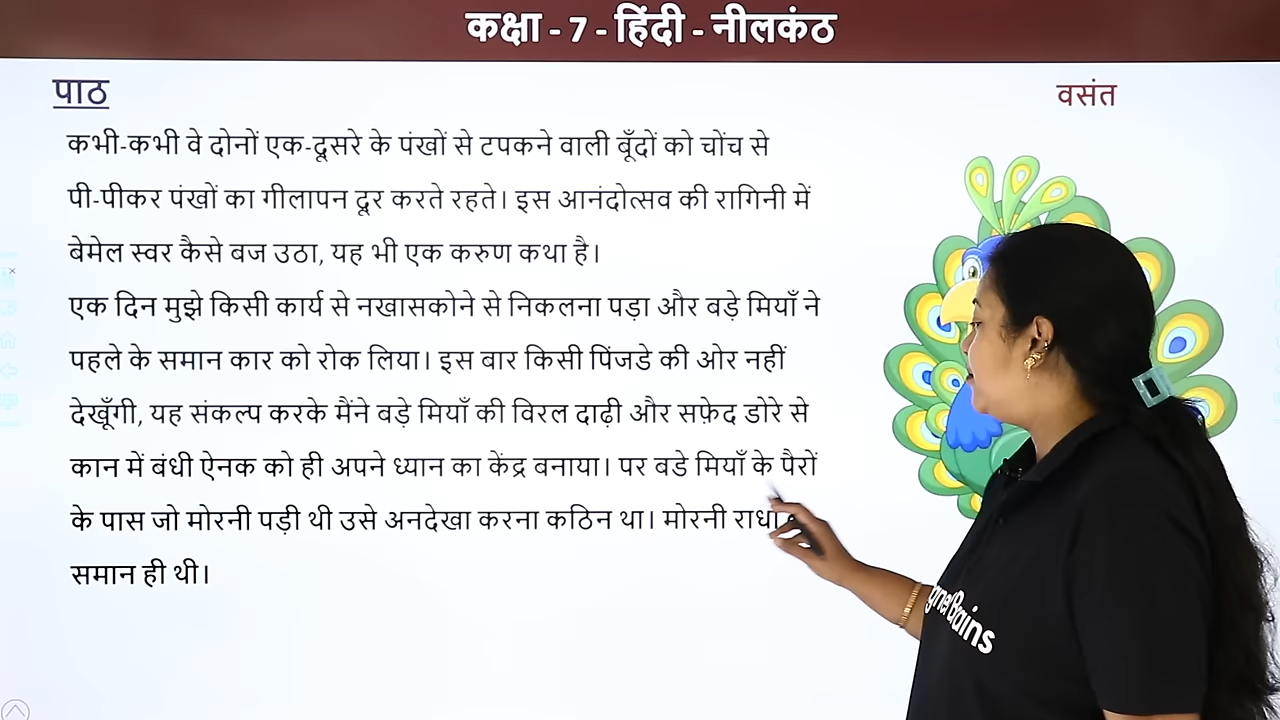 कक्षा - 7 - हिंदी - नीलकंठ
पाठ
वसंत
कभी-कभी वे दोनों एक-दूसरे के पंखों से टपकने वाली बूँदों को चोंच से
पी-पीकर पंखों का गीलापन दूर करते रहते। इस आनंदोत्सव की रागिनी में
बेमेल स्वर कैसे बज उठा, यह भी एक करुण कथा है।
एक दिन मुझे किसी कार्य से नखासकोने से निकलना पड़ा और बड़े मियाँ ने
पहले के समान कार को रोक लिया। इस बार किसी पिंजडे की ओर नहीं
देखूँगी, यह संकल्प करके मैंने बड़े मियाँ की विरल दाढ़ी और सफ़ेद डोरे से
कान में बंधी ऐनक को ही अपने ध्यान का केंद्र बनाया। पर बडे मियाँ के पैरों
के पास जो मोरनी पड़ी थी उसे अनदेखा करना कठिन था। मोरनी राधा
समान ही थी।
Brains